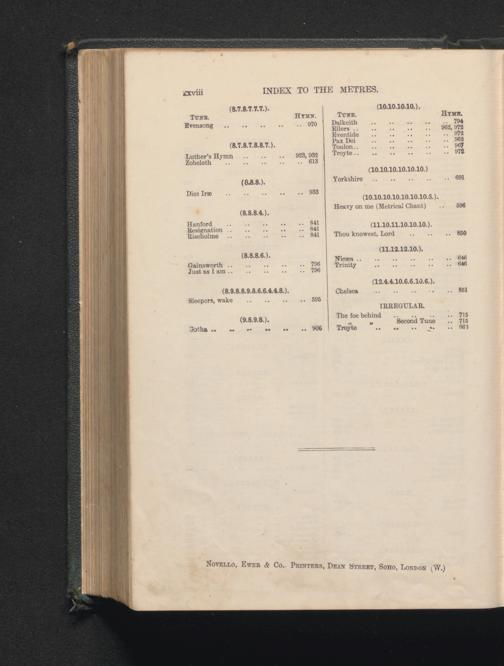 xxviii
INDEX TO THE METRES.
(8.7.8.7.7.7.).
TUNE. HYMN.
Evensong .. .. .. .. .. 970
(8.7.8.7.8.8.7.).
Luther's Hymn .. .. .. 923, 932
Zoheleth .. .. .. .. .. 613
(8.8.8.).
Dies Iræ .. .. .. .. .. 933
(8.8.8.4.).
Hanford .. .. .. .. .. 841
Resignation .. .. .. .. .. 841
Riseholme .. .. .. .. .. 841
(8.8.8.6.).
Gainsworth .. .. .. .. .. 796
Just as I am .. .. .. .. .. 796
(8.9.8.8.9.8.6.6.4.4.8.).
Sleepers, wake .. .. .. .. 595
(9.8.9.8.).
Gotha .. .. .. .. .. .. 906
(10.10.10.10.).
TUNE. HYMN.
Dalkeith .. .. .. .. .. 794
Ellers .. .. .. .. .. 962, 972
Eventide .. .. .. .. .. 972
Pax Dei .. .. .. .. .. 962
Toulon .. .. .. .. .. 967
Troyte .. .. .. .. .. 972
(10.10.10.10.10.10.)
Yorkshire .. .. .. .. .. 691
(10.10.10.10.10.10.8.).
Heavy on me (Metrical Chant) .. 596
(11.10.11.10.10.10.).
Thou knowest, Lord .. .. .. 850
(11.12.12.10.).
Nicæa .. .. .. .. .. 646
Trinity .. .. .. .. .. 646
(12.4.4.10.6.6.10.6.).
Chelsea .. .. .. .. .. 851
IRREGULAR.
The foe behind .. .. .. .. 715
" Second Tune .. 715
Troyte .. .. .. .. ..
NOVELLO, EWER & CO., PRINTERS, DEAN STREET, SOHO, LONDON (W.)